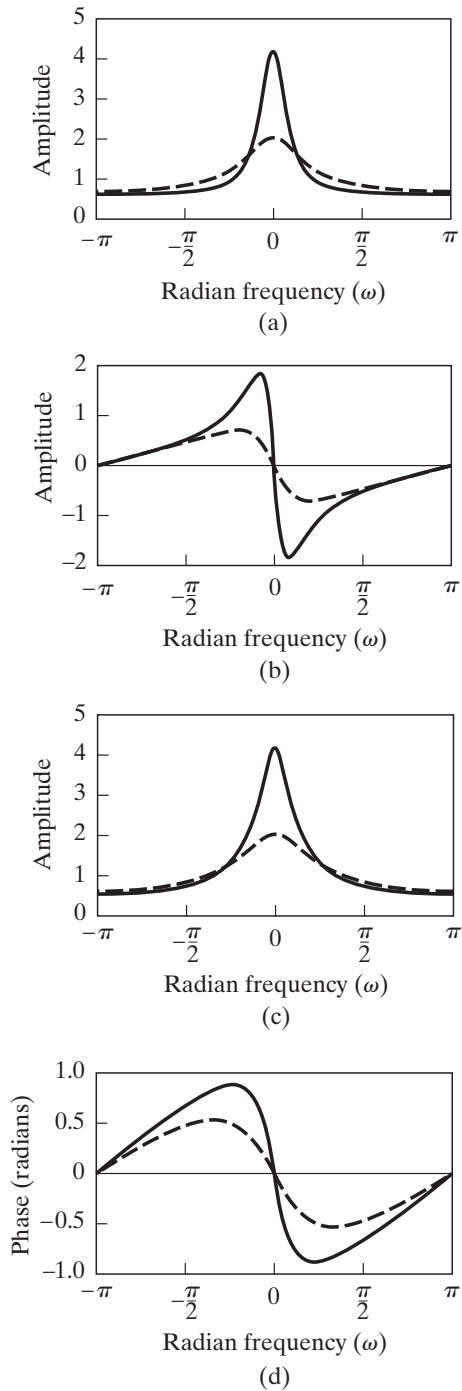 5
4
3
2
1
0
Amplitude
−π
−π/2
0
π/2
π
Radian frequency (ω)
(a)
2
1
0
−1
−2
Amplitude
−π
−π/2
0
π/2
π
Radian frequency (ω)
(b)
5
4
3
2
1
0
Amplitude
−π
−π/2
0
π/2
π
Radian frequency (ω)
(c)
1.0
0.5
0
−0.5
−1.0
Phase (radians)
−π
−π/2
0
π/2
π
Radian frequency (ω)
(d)